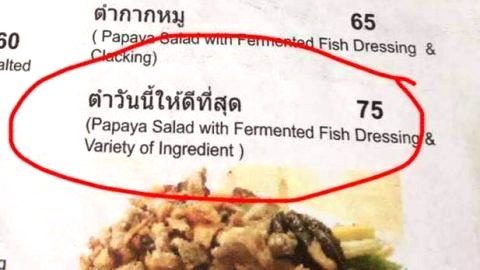 ตำกากหมู 65
( Papaya Salad with Fermented Fish Dressing &
Clacking)
60
alted
ตำวันนี้ให้ดีที่สุด 75
(Papaya Salad with Fermented Fish Dressing &
Variety of Ingredient )